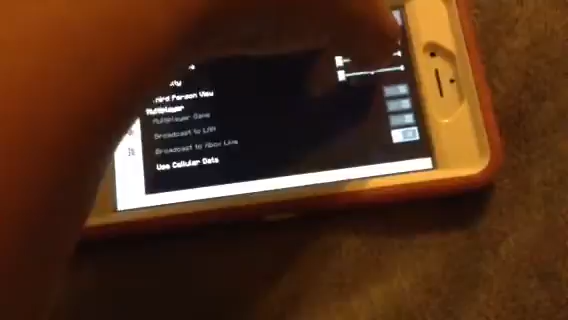 Third Person View
Multiplayer
Multiplayer Game
Broadcast to LAN
Broadcast to Xbox Live
Use Cellular Data